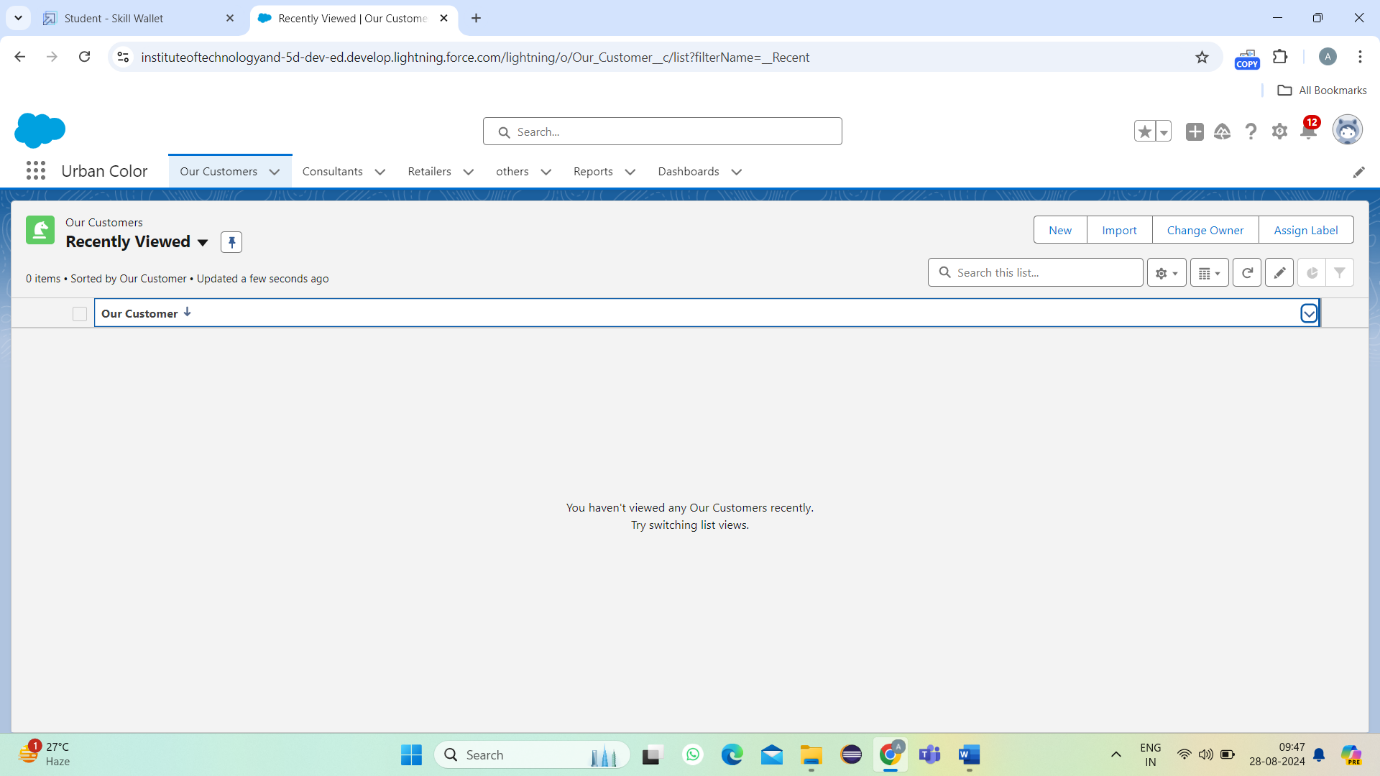 Student - Skill Wallet
Recently Viewed | Our Custome
instituteoftechnologyand-5d-dev-ed.develop.lightning.force.com/lightning/o/Our_Customer__c/list?filterName=__Recent
COPY
A
All Bookmarks
Search...
12
Urban Color
Our Customers
Consultants
Retailers
others
Reports
Dashboards
Our Customers
Recently Viewed
New
Import
Change Owner
Assign Label
0 items • Sorted by Our Customer • Updated a few seconds ago
Search this list...
Our Customer
You haven't viewed any Our Customers recently.
Try switching list views.
1
27°C
Haze
Search
A
ENG
IN
09:47
28-08-2024
PRE